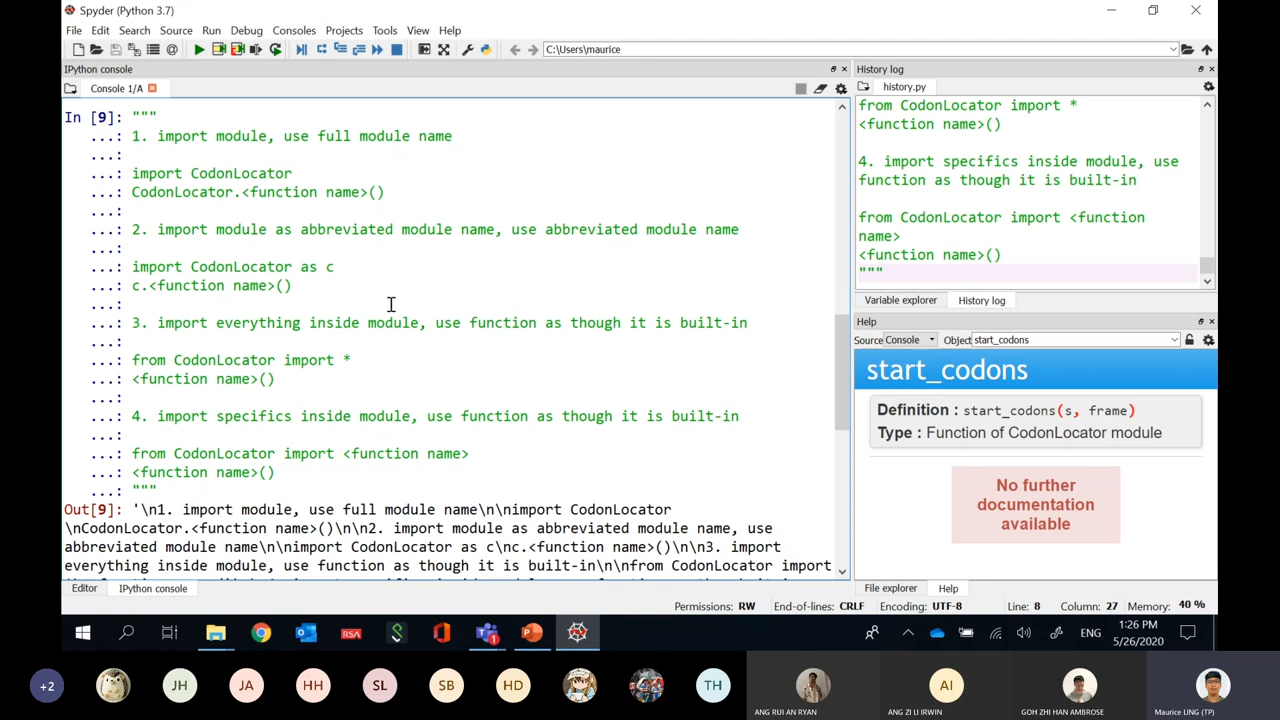 Spyder (Python 3.7)
File Edit Search Source Run Debug Consoles Projects Tools View Help
C:\Users\maurice
IPython console
Console 1/A
In [9]: """
...: 1. import module, use full module name
...:
...: import CodonLocator
...: CodonLocator.<function name>()
...:
...: 2. import module as abbreviated module name, use abbreviated module name
...:
...: import CodonLocator as c
...: c.<function name>()
...:
...: 3. import everything inside module, use function as though it is built-in
...:
...: from CodonLocator import *
...: <function name>()
...:
...: 4. import specifics inside module, use function as though it is built-in
...:
...: from CodonLocator import <function name>
...: <function name>()
...: """
Out[9]: '\n1. import module, use full module name\n\nimport CodonLocator
\nCodonLocator.<function name>()\n\n2. import module as abbreviated module name, use
abbreviated module name\n\nimport CodonLocator as c\nc.<function name>()\n\n3. import
everything inside module, use function as though it is built-in\n\nfrom CodonLocator import
Editor IPython console
History log
history.py
from CodonLocator import *
<function name>()
4. import specifics inside module, use
function as though it is built-in
from CodonLocator import <function
name>
<function name>()
"""
Variable explorer History log
Help
Source Console Object start_codons
start_codons
Definition : start_codons(s, frame)
Type : Function of CodonLocator module
No further
documentation
available
File explorer Help
Permissions: RW End-of-lines: CRLF Encoding: UTF-8 Line: 8 Column: 27 Memory: 40 %
RSA
1
ENG
1:26 PM
5/26/2020
+2
JH
JA
HH
SL
SB
HD
TH
ANG RUI AN RYAN
AI
ANG ZI LI IRWIN
GOH ZHI HAN AMBROSE
Maurice LING (TP)